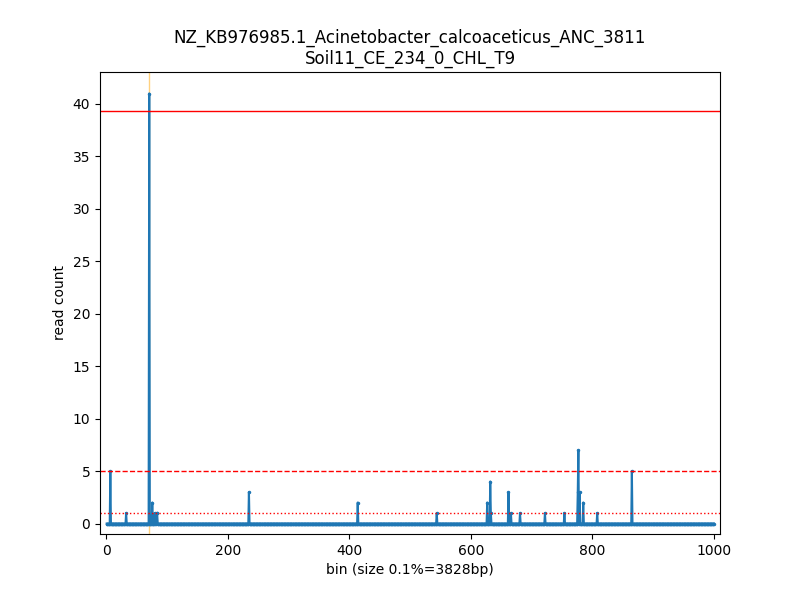 NZ_KB976985.1_Acinetobacter_calcoaceticus_ANC_3811
Soil11_CE_234_0_CHL_T9
40
35
30
25
20
15
10
5
0
read count
0 200 400 600 800 1000
bin (size 0.1%=3828bp)